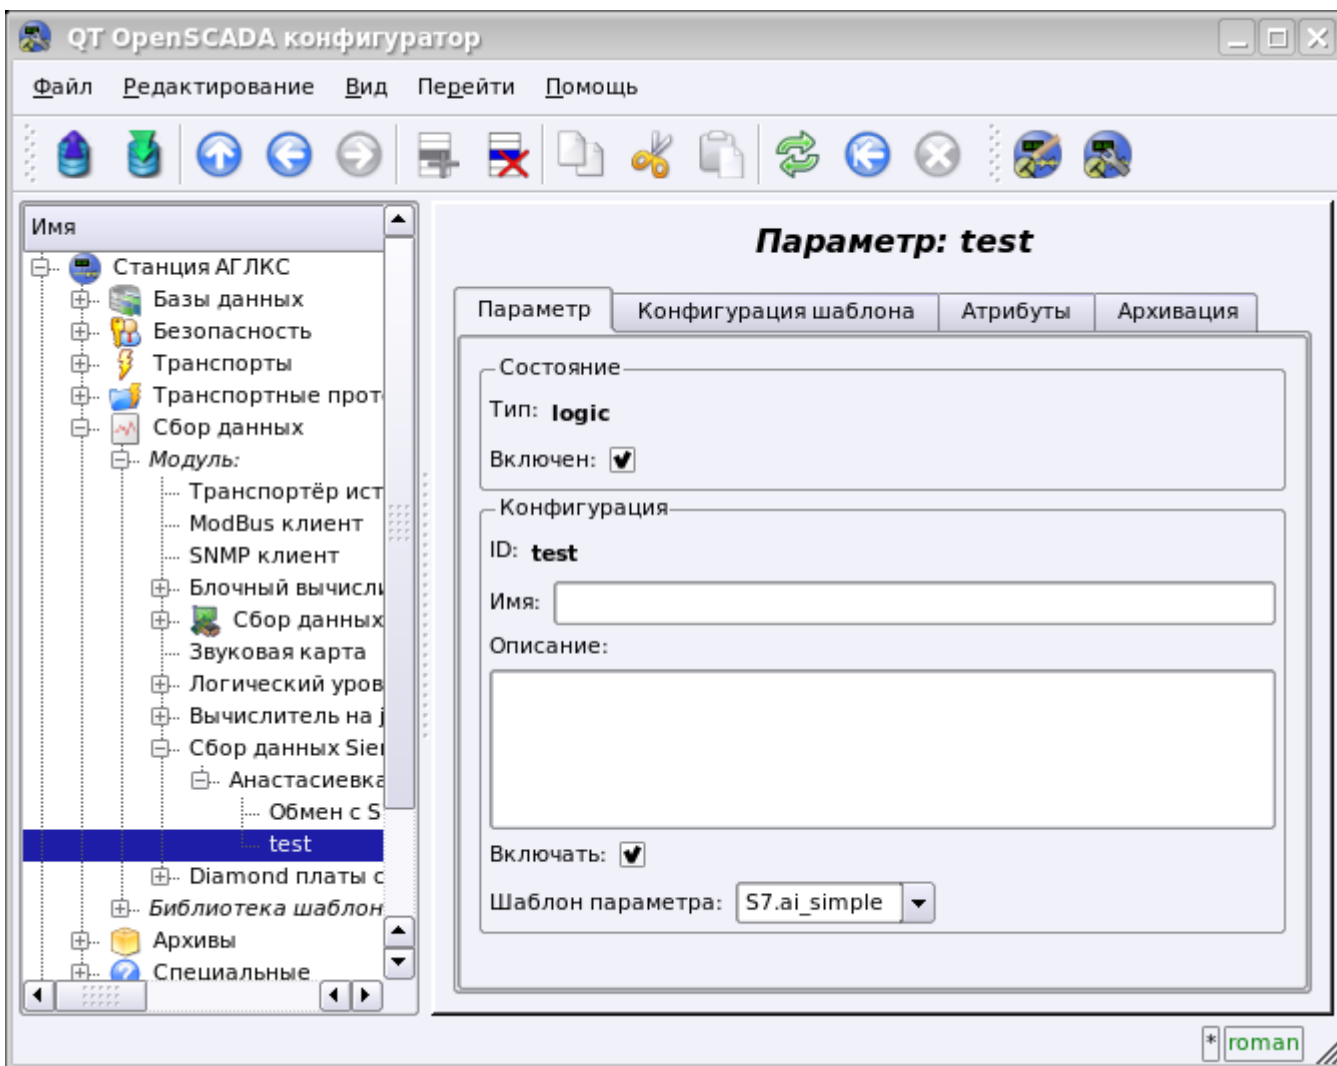 QT OpenSCADA конфигуратор
Файл Редактирование Вид Перейти Помощь
Имя
Станция АГЛКС
Базы данных
Безопасность
Транспорты
Транспортные прот
Сбор данных
Модуль:
Транспортёр ист
ModBus клиент
SNMP клиент
Блочный вычисли
Сбор данных
Звуковая карта
Логический уров
Вычислитель на j
Сбор данных Sie
Анастасиевка
Обмен с S
test
Diamond платы с
Библиотека шаблон
Архивы
Специальные
Параметр: test
Параметр Конфигурация шаблона Атрибуты Архивация
Состояние
Тип: logic
Включен:
Конфигурация
ID: test
Имя:
Описание:
Включать:
Шаблон параметра: S7.ai_simple
* roman